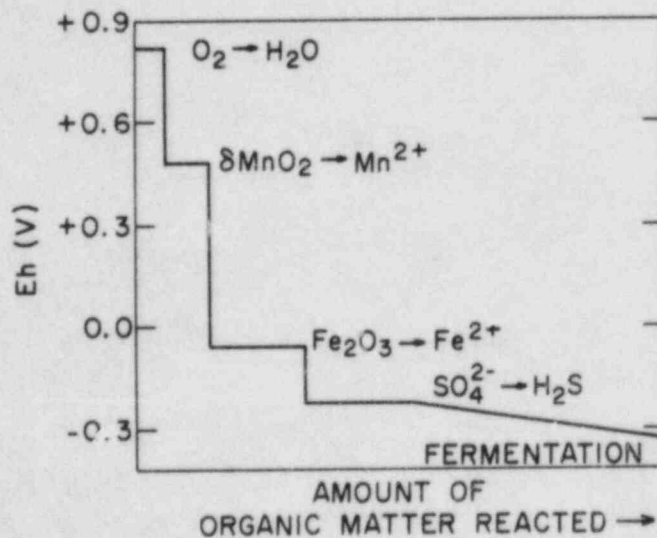 +0.9
O₂ → H₂O
+0.6
δMnO₂ → Mn²⁺
Eh (V)
+0.3
0.0
Fe₂O₃ → Fe²⁺
SO₄²⁻ → H₂S
-0.3
FERMENTATION
AMOUNT OF
ORGANIC MATTER REACTED →